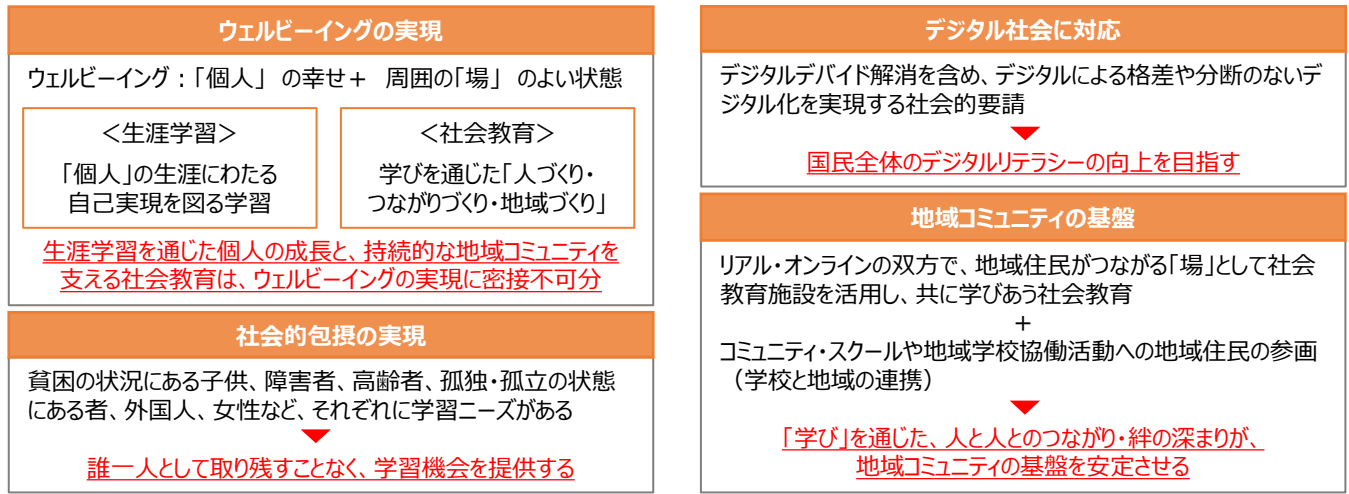 ウェルビーイングの実現
ウェルビーイング：「個人」の幸せ＋ 周囲の「場」のよい状態
＜生涯学習＞
「個人」の生涯にわたる
自己実現を図る学習
＜社会教育＞
学びを通じた「人づくり・
つながりづくり・地域づくり」
生涯学習を通じた個人の成長と、持続的な地域コミュニティを
支える社会教育は、ウェルビーイングの実現に密接不可分
社会的包摂の実現
貧困の状況にある子供、障害者、高齢者、孤独・孤立の状態
にある者、外国人、女性など、それぞれに学習ニーズがある
誰一人として取り残すことなく、学習機会を提供する
デジタル社会に対応
デジタルデバイド解消を含め、デジタルによる格差や分断のないデ
ジタル化を実現する社会的要請
国民全体のデジタルリテラシーの向上を目指す
地域コミュニティの基盤
リアル・オンラインの双方で、地域住民がつながる「場」として社会
教育施設を活用し、共に学びあう社会教育
＋
コミュニティ・スクールや地域学校協働活動への地域住民の参画
（学校と地域の連携）
「学び」を通じた、人と人とのつながり・絆の深まりが、
地域コミュニティの基盤を安定させる